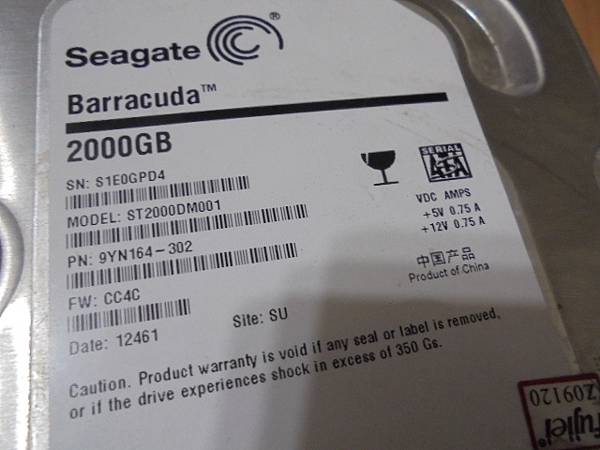 Seagate ®
Barracuda™
2000GB
SN: S1E0GPD4
MODEL: ST2000DM001
PN: 9YN164-302
FW: CC4C
Date: 12461 Site: SU
SERIAL
ATA
VDC AMPS
+5V 0.75 A
+12V 0.75 A
中国产品
Product of China
Caution. Product warranty is void if any seal or label is removed,
or if the drive experiences shock in excess of 350 Gs.
Z09120
Fujiei